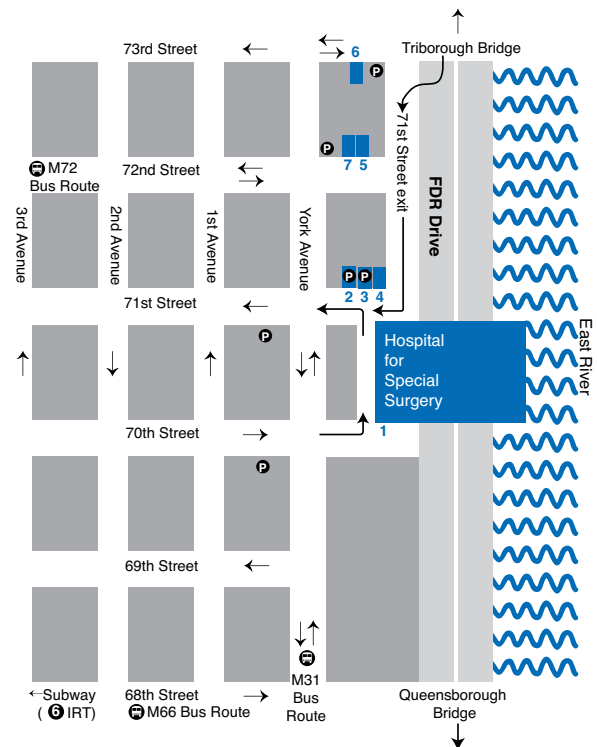 73rd Street
6
Triborough Bridge
P
71st Street exit
P
7 5
M72
Bus Route
72nd Street
FDR Drive
3rd Avenue
2nd Avenue
1st Avenue
York Avenue
P P
2 3 4
71st Street
East River
P
Hospital
for
Special
Surgery
1
70th Street
P
69th Street
M31
Bus
Route
Subway
( 6 IRT)
68th Street
M66 Bus Route
Queensborough
Bridge